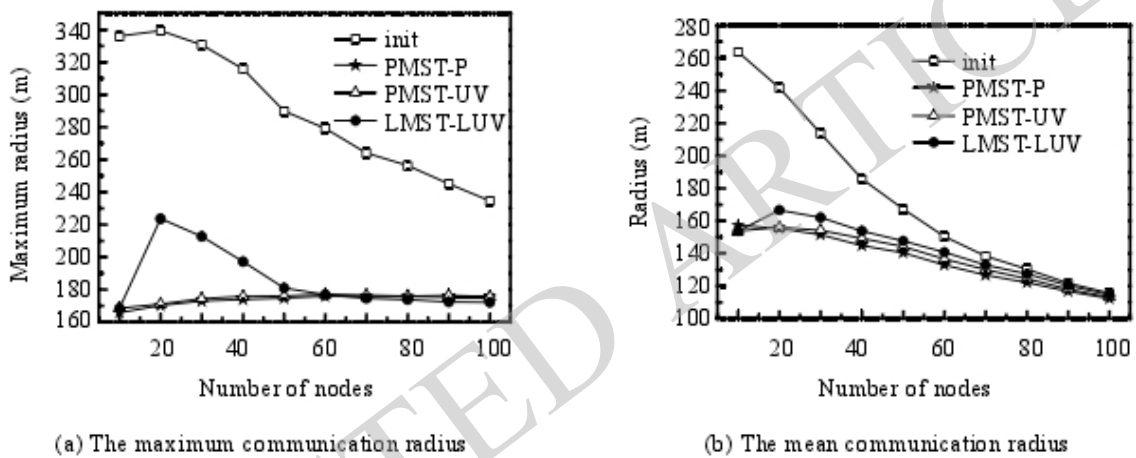 340
320
300
280
260
240
220
200
180
160
Maximum radius (m)
init
PMST-P
PMST-UV
LMST-LUV
20 40 60 80 100
Number of nodes
(a) The maximum communication radius
280
260
240
220
200
180
160
140
120
100
Radius (m)
init
PMST-P
PMST-UV
LMST-LUV
20 40 60 80 100
Number of nodes
(b) The mean communication radius
TED ARTIC